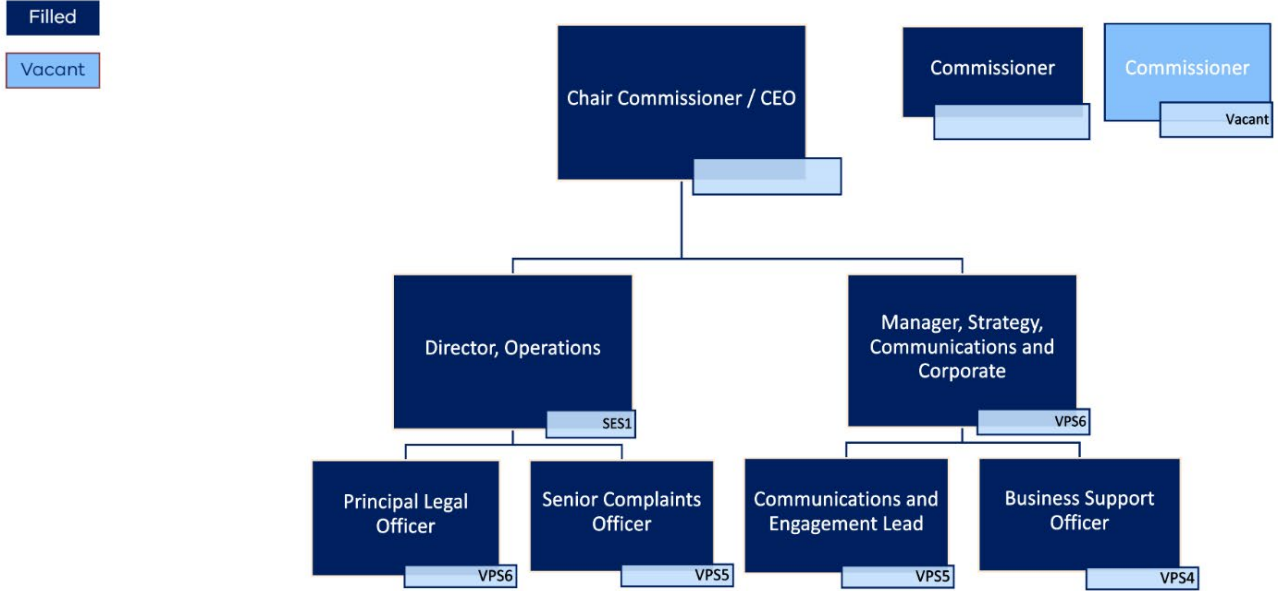 Filled
Vacant
Chair Commissioner / CEO
Commissioner
Commissioner
Vacant
Director, Operations
SES1
Manager, Strategy,
Communications and
Corporate
VPS6
Principal Legal
Officer
VPS6
Senior Complaints
Officer
VPS5
Communications and
Engagement Lead
VPS5
Business Support
Officer
VPS4